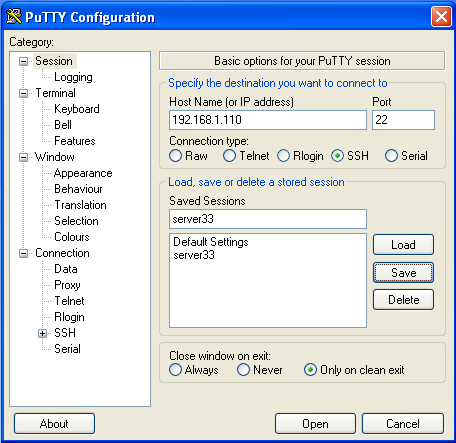 PuTTY Configuration
Category:
Session
Logging
Terminal
Keyboard
Bell
Features
Window
Appearance
Behaviour
Translation
Selection
Colours
Connection
Data
Proxy
Telnet
Rlogin
SSH
Serial
Basic options for your PuTTY session
Specify the destination you want to connect to
Host Name (or IP address) Port
192.168.1.110 22
Connection type:
Raw Telnet Rlogin SSH Serial
Load, save or delete a stored session
Saved Sessions
server33
Default Settings
server33
Load
Save
Delete
Close window on exit:
Always Never Only on clean exit
About Open Cancel